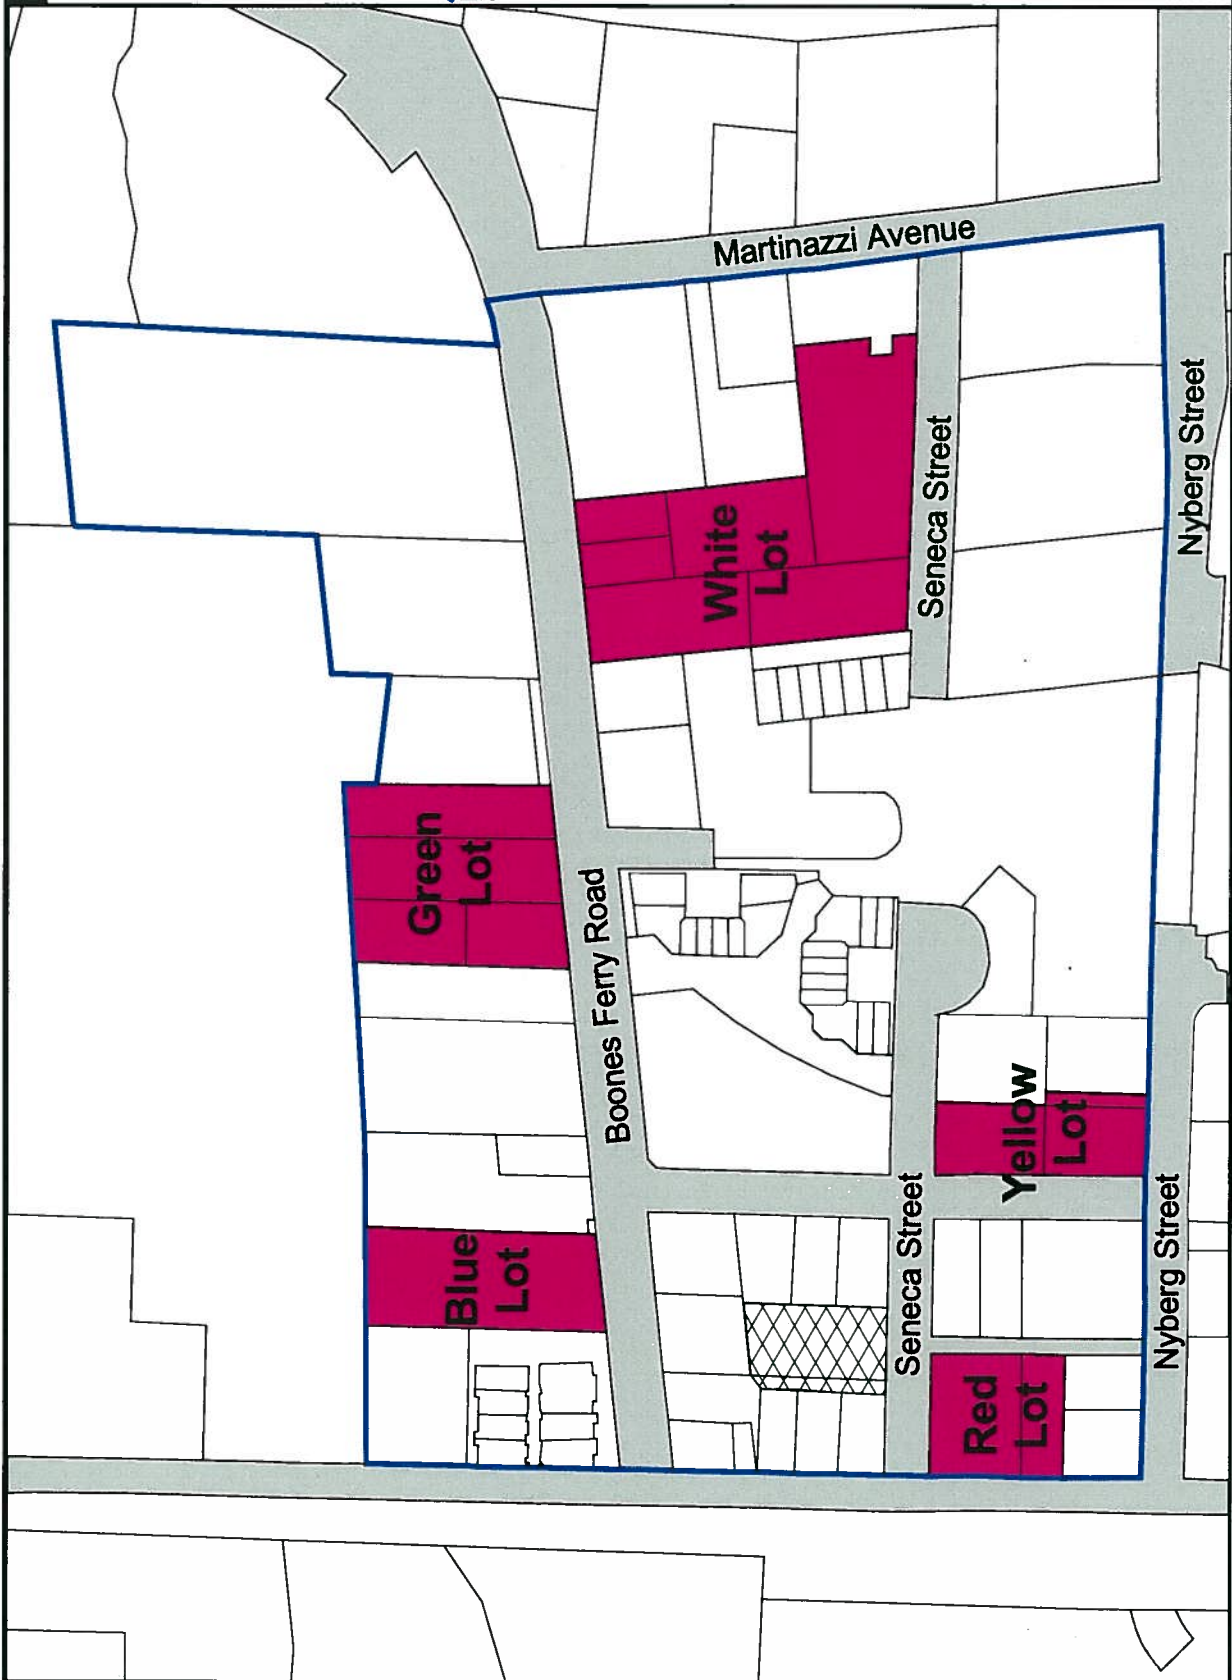 Martinazzi Avenue
Nyberg Street
Seneca Street
White
Lot
Green
Lot
Boones Ferry Road
Yellow
Lot
Blue
Lot
Seneca Street
Nyberg Street
Red
Lot